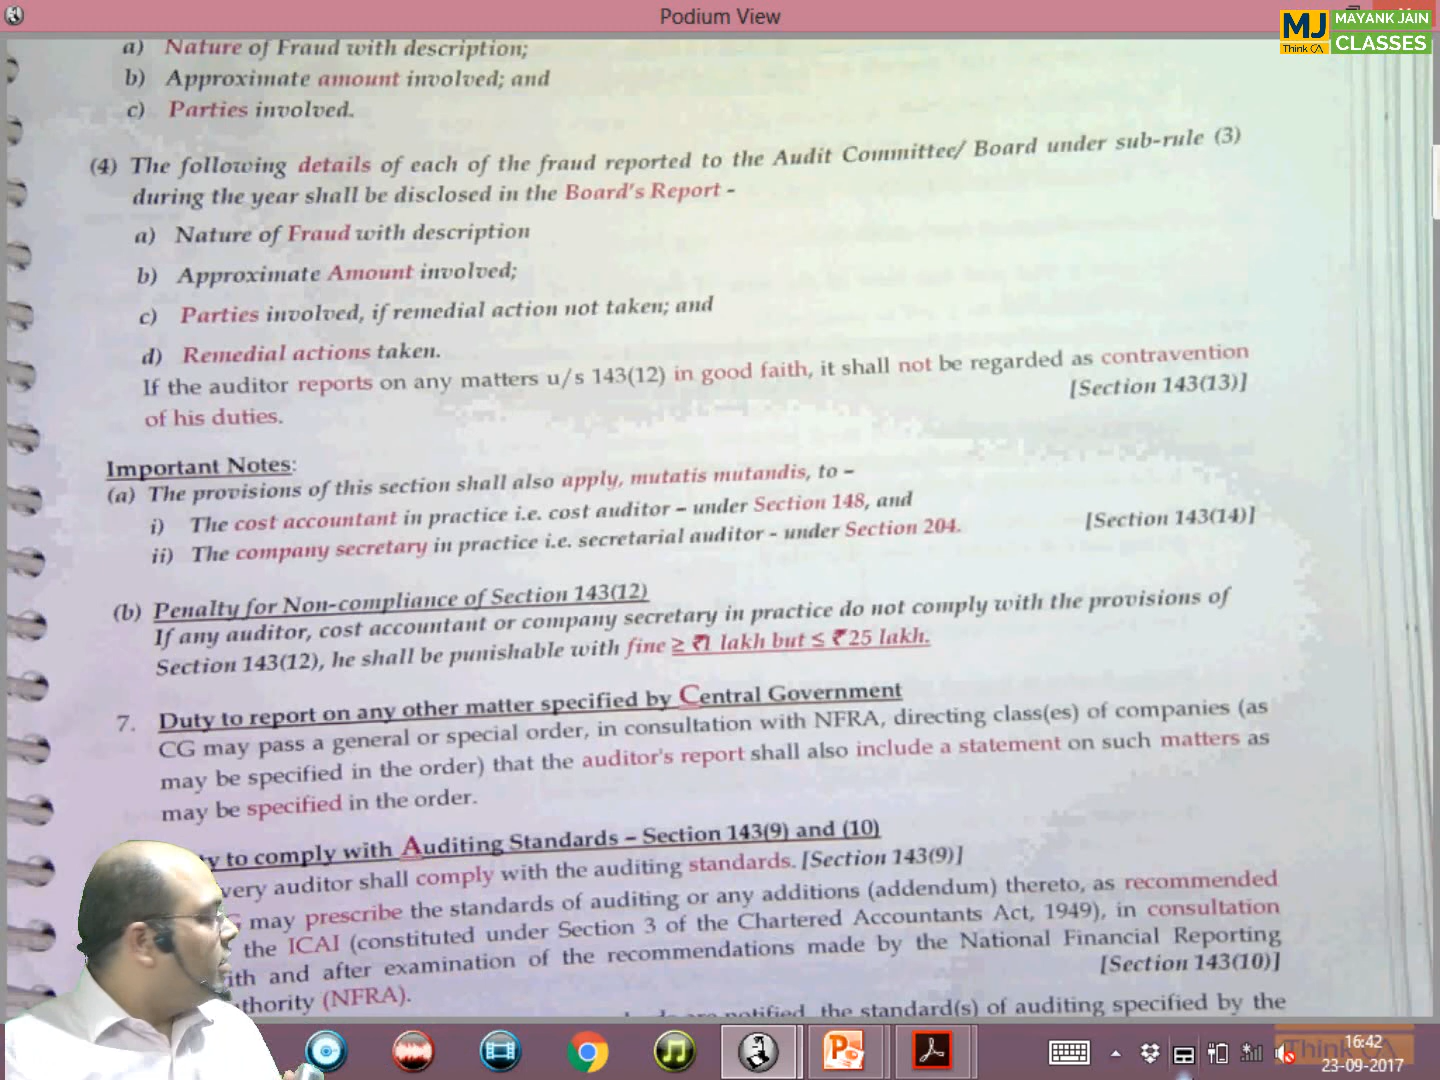 Podium View
MJ
Think CA
MAYANK JAIN
CLASSES
a) Nature of Fraud with description;
b) Approximate amount involved; and
c) Parties involved.
(4) The following details of each of the fraud reported to the Audit Committee/ Board under sub-rule (3)
during the year shall be disclosed in the Board's Report -
a) Nature of Fraud with description
b) Approximate Amount involved;
c) Parties involved, if remedial action not taken; and
d) Remedial actions taken.
If the auditor reports on any matters u/s 143(12) in good faith, it shall not be regarded as contravention
of his duties. [Section 143(13)]
Important Notes:
(a) The provisions of this section shall also apply, mutatis mutandis, to –
i) The cost accountant in practice i.e. cost auditor – under Section 148, and
ii) The company secretary in practice i.e. secretarial auditor - under Section 204. [Section 143(14)]
(b) Penalty for Non-compliance of Section 143(12)
If any auditor, cost accountant or company secretary in practice do not comply with the provisions of
Section 143(12), he shall be punishable with fine ≥ ₹1 lakh but ≤ ₹25 lakh.
7. Duty to report on any other matter specified by Central Government
CG may pass a general or special order, in consultation with NFRA, directing class(es) of companies (as
may be specified in the order) that the auditor's report shall also include a statement on such matters as
may be specified in the order.
ty to comply with Auditing Standards – Section 143(9) and (10)
very auditor shall comply with the auditing standards. [Section 143(9)]
may prescribe the standards of auditing or any additions (addendum) thereto, as recommended
the ICAI (constituted under Section 3 of the Chartered Accountants Act, 1949), in consultation
ith and after examination of the recommendations made by the National Financial Reporting
thority (NFRA). [Section 143(10)]
notified, the standard(s) of auditing specified by the
Think CA
16:42
23-09-2017